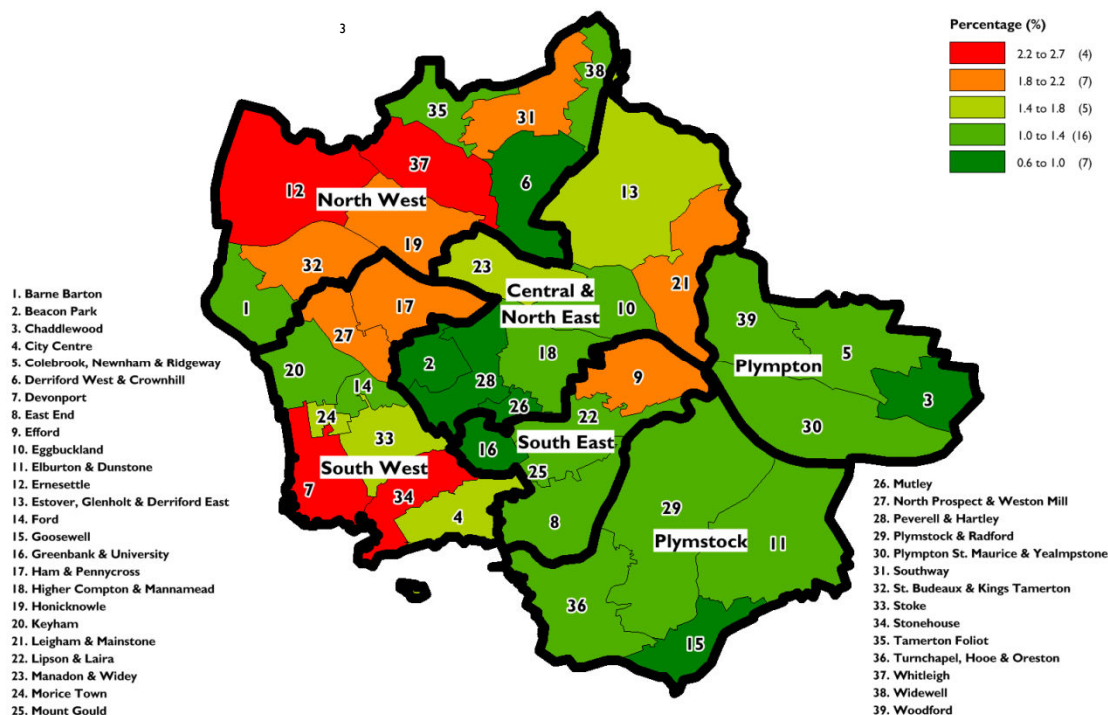 3
Percentage (%)
2.2 to 2.7 (4)
1.8 to 2.2 (7)
1.4 to 1.8 (5)
1.0 to 1.4 (16)
0.6 to 1.0 (7)
38
35
31
37
6
12
13
North West
19
32
23
21
Central &
North East
1
17
10
27
39
5
18
Plympton
2
28
20
14
9
3
26
22
24
30
33
16
South East
South West
25
7
34
4
8
29
Plymstock
11
36
15
1. Barne Barton
2. Beacon Park
3. Chaddlewood
4. City Centre
5. Colebrook, Newnham & Ridgeway
6. Derriford West & Crownhill
7. Devonport
8. East End
9. Efford
10. Eggbuckland
11. Elburton & Dunstone
12. Ernesettle
13. Estover, Glenholt & Derriford East
14. Ford
15. Goosewell
16. Greenbank & University
17. Ham & Pennycross
18. Higher Compton & Mannamead
19. Honicknowle
20. Keyham
21. Leigham & Mainstone
22. Lipson & Laira
23. Manadon & Widey
24. Morice Town
25. Mount Gould
26. Mutley
27. North Prospect & Weston Mill
28. Peverell & Hartley
29. Plymstock & Radford
30. Plympton St. Maurice & Yealmpstone
31. Southway
32. St. Budeaux & Kings Tamerton
33. Stoke
34. Stonehouse
35. Tamerton Foliot
36. Turnchapel, Hooe & Oreston
37. Whitleigh
38. Widewell
39. Woodford